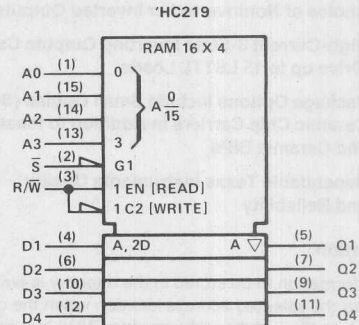 'HC219
RAM 16 X 4
A0 (1) 0
A1 (15)
A 0/15
A2
A3 (13) 3
S (2) G1
R/W (3) 1 EN [READ]
1 C2 [WRITE]
D1 (4) A, 2D A ▽ (5) Q1
D2 (6) (7) Q2
D3 (10) (9) Q3
D4 (12) (11) Q4